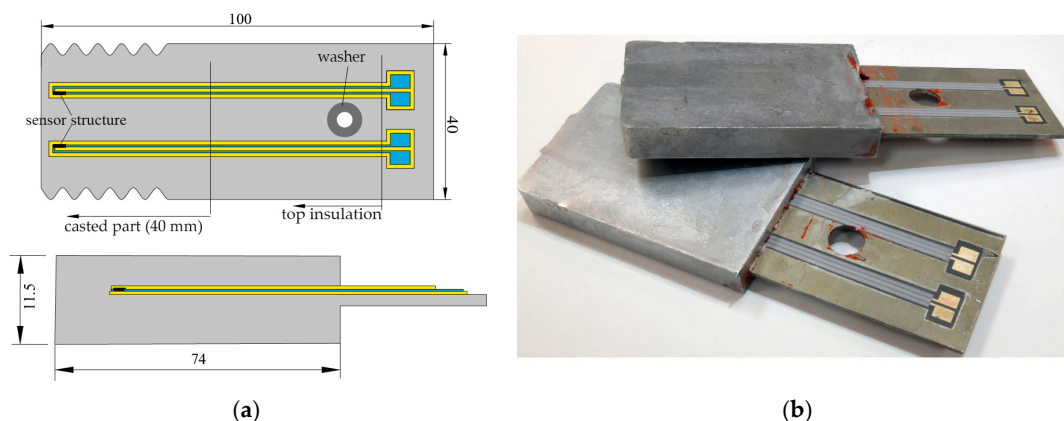 100
washer
sensor structure
40
top insulation
casted part (40 mm)
11.5
74
(a)
(b)